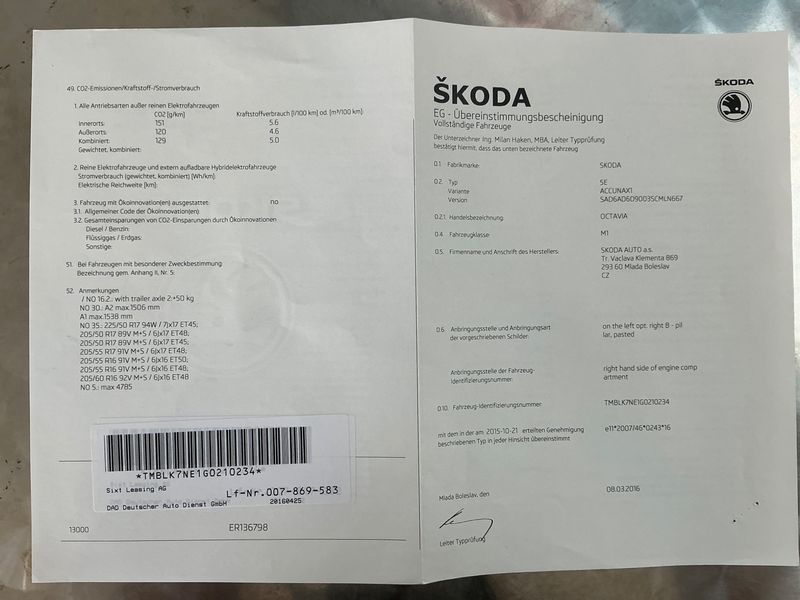 49. CO2-Emissionen/Kraftstoff-/Stromverbrauch
1. Alle Antriebsarten außer reinen Elektrofahrzeugen
CO2 [g/km] Kraftstoffverbrauch [l/100 km] od. [m³/100 km]:
Innerorts: 151 5.6
Außerorts: 120 4.6
Kombiniert: 129 5.0
Gewichtet, kombiniert:
2. Reine Elektrofahrzeuge und extern aufladbare Hybridelektrofahrzeuge
Stromverbrauch (gewichtet, kombiniert) [Wh/km]:
Elektrische Reichweite [km]:
3. Fahrzeug mit Ökoinnovation(en) ausgestattet: no
3.1. Allgemeiner Code der Ökoinnovation(en)
3.2. Gesamteinsparungen von CO2-Einsparungen durch Ökoinnovationen
Diesel / Benzin:
Flüssiggas / Erdgas:
Sonstige:
51. Bei Fahrzeugen mit besonderer Zweckbestimmung
Bezeichnung gem. Anhang II, Nr. 5:
52. Anmerkungen
/ NO 16.2.: with trailer axle 2:+50 kg
NO 30.: A2 max.1506 mm
A1 max.1538 mm
NO 35.: 225/50 R17 94W / 7Jx17 ET45;
205/50 R17 89V M+S / 6Jx17 ET48;
205/50 R17 89V M+S / 6Jx17 ET45;
205/55 R17 91V M+S / 6Jx17 ET48;
205/55 R16 91V M+S / 6Jx16 ET50;
205/55 R16 91V M+S / 6Jx16 ET48;
205/60 R16 92V M+S / 6Jx16 ET48
NO 5.: max 4785
*TMBLK7NE1G0210234*
Sixt Leasing AG
Lf-Nr.007-869-583
DAD Deutscher Auto Dienst GmbH 20160425
13000 ER136798
ŠKODA
ŠKODA
EG - Übereinstimmungsbescheinigung
Vollständige Fahrzeuge
Der Unterzeichner Ing. Milan Haken, MBA, Leiter Typprüfung
bestätigt hiermit, dass das unten bezeichnete Fahrzeug
0.1. Fabrikmarke: SKODA
0.2. Typ 5E
Variante ACCUNAX1
Version SAD6AD6D9003SCMLN667
0.2.1. Handelsbezeichnung: OCTAVIA
0.4. Fahrzeugklasse: M1
0.5. Firmenname und Anschrift des Herstellers: SKODA AUTO a.s.
Tr. Vaclava Klementa 869
293 60 Mlada Boleslav
CZ
0.6. Anbringungsstelle und Anbringungsart on the left opt. right B - pil
der vorgeschriebenen Schilder: lar, pasted
Anbringungsstelle der Fahrzeug- right hand side of engine comp
Identifizierungsnummer: artment
0.10. Fahrzeug-Identifizierungsnummer: TMBLK7NE1G0210234
mit dem in der am 2015-10-21 erteilten Genehmigung e11*2007/46*0243*16
beschriebenen Typ in jeder Hinsicht übereinstimmt
Mlada Boleslav, den 08.03.2016
Leiter Typprüfung